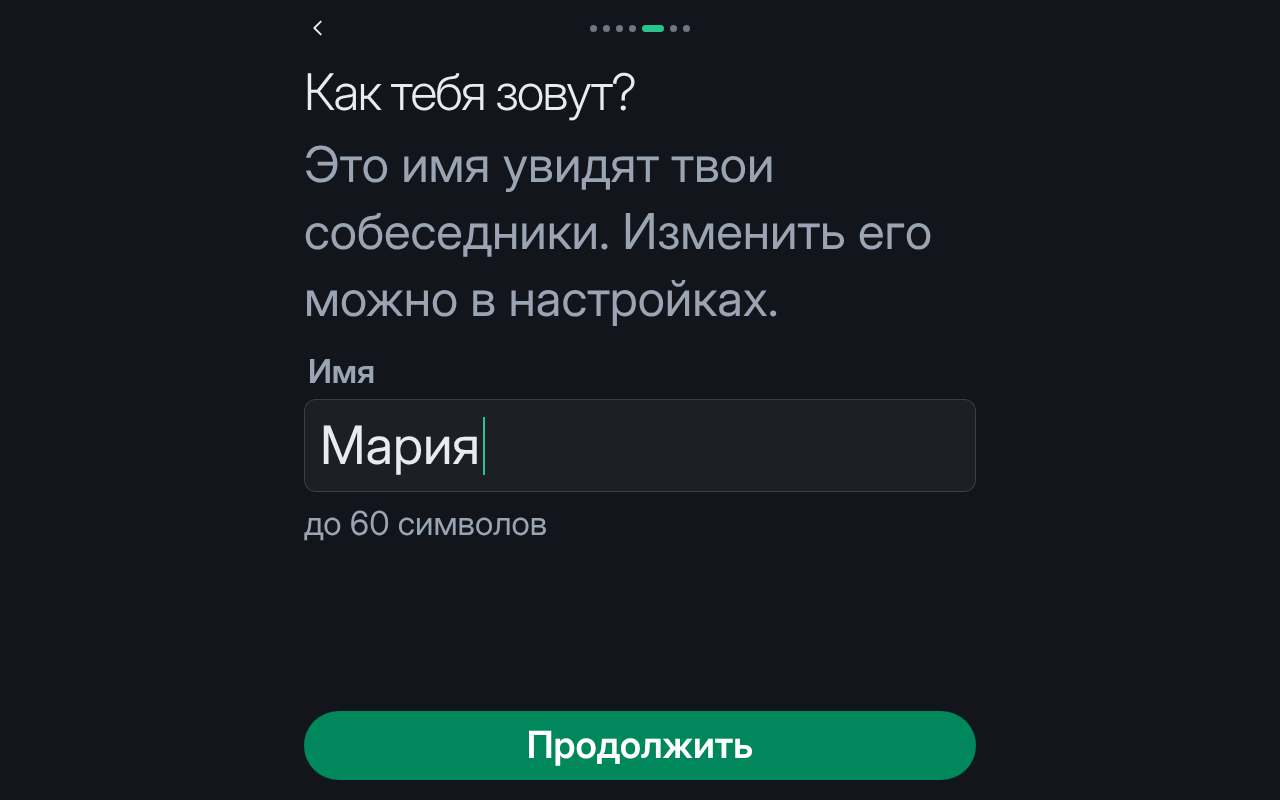 Как тебя зовут?
Это имя увидят твои
собеседники. Изменить его
можно в настройках.
Имя
Мария
до 60 символов
Продолжить